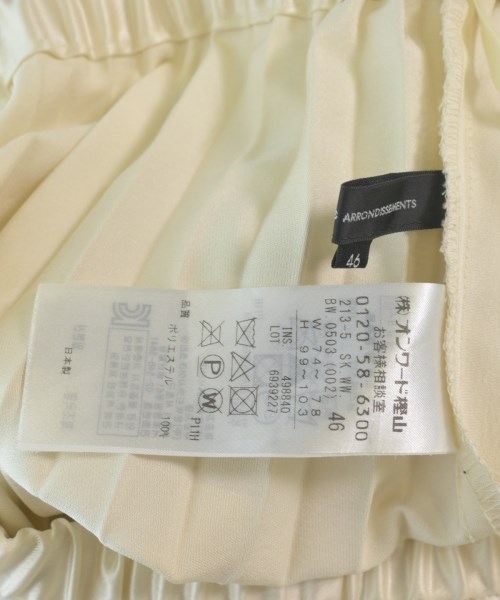 ARRONDISSEMENTS
46
(株)オンワード樫山
お客様相談室
0120-58-6300
213-5 SK WW
BW 0503 (002) 46
W 74〜78
H 99〜103
INS 498840
LOT 6939227
P11H
品質
ポリエステル 100%
日本製